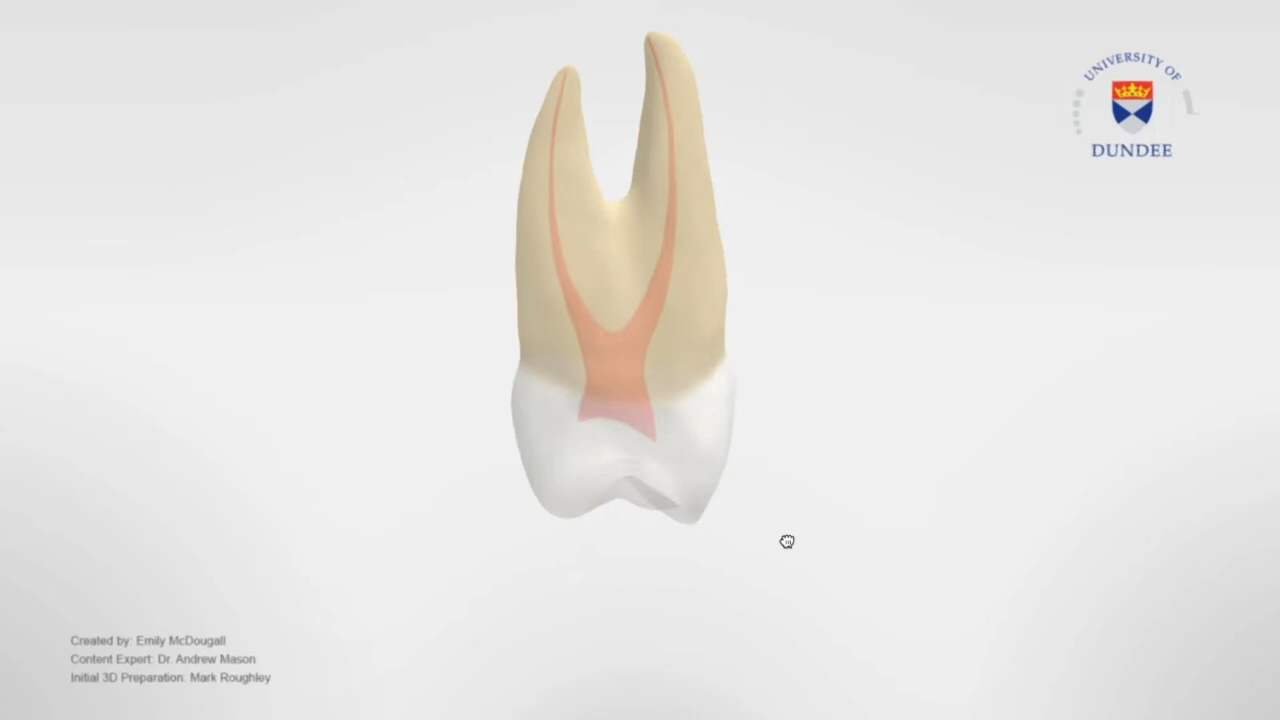 UNIVERSITY OF
DUNDEE
Created by: Emily McDougall
Content Expert: Dr. Andrew Mason
Initial 3D Preparation: Mark Roughley